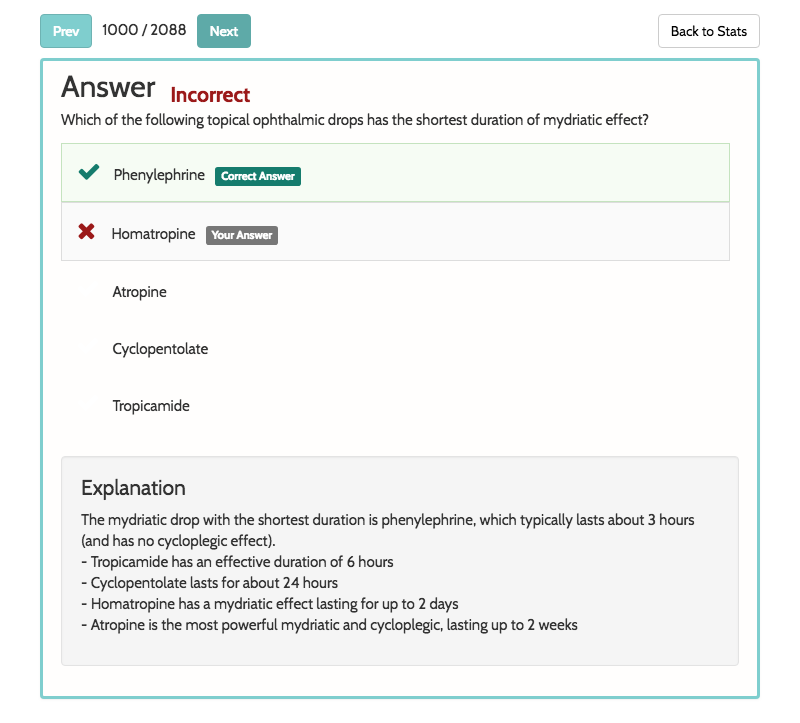 Prev 1000 / 2088 Next Back to Stats
Answer Incorrect
Which of the following topical ophthalmic drops has the shortest duration of mydriatic effect?
Phenylephrine Correct Answer
Homatropine Your Answer
Atropine
Cyclopentolate
Tropicamide
Explanation
The mydriatic drop with the shortest duration is phenylephrine, which typically lasts about 3 hours
(and has no cycloplegic effect).
- Tropicamide has an effective duration of 6 hours
- Cyclopentolate lasts for about 24 hours
- Homatropine has a mydriatic effect lasting for up to 2 days
- Atropine is the most powerful mydriatic and cycloplegic, lasting up to 2 weeks